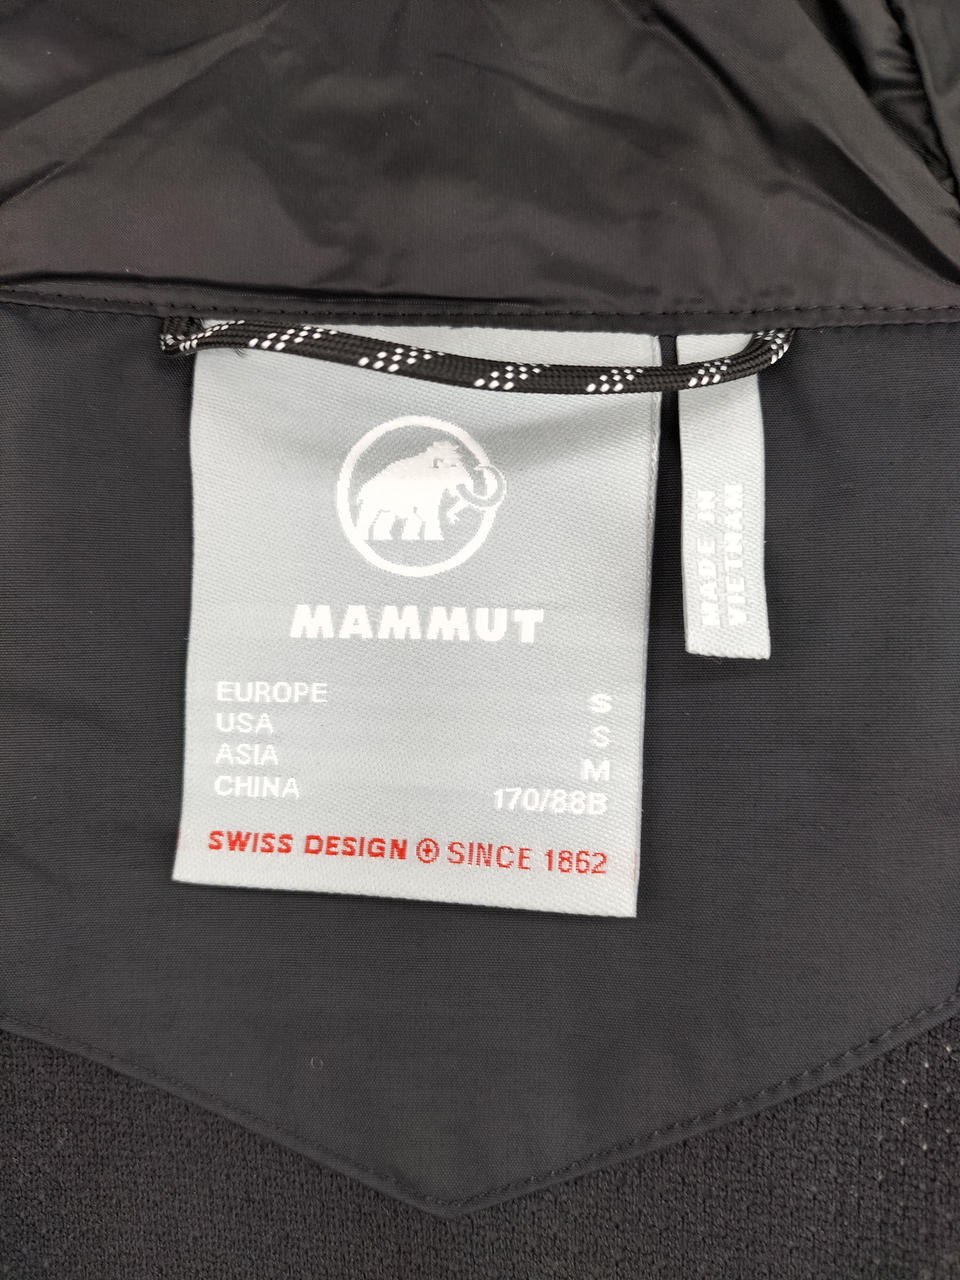 MAMMUT
EUROPE S
USA S
ASIA M
CHINA 170/88B
SWISS DESIGN SINCE 1862
MADE IN
VIETNAM